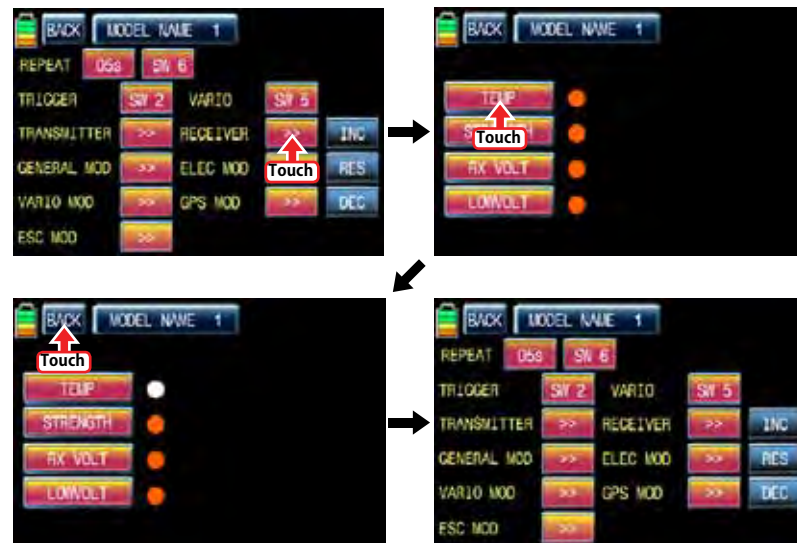 BACK MODEL NAME 1
REPEAT 05s SW 6
TRIGGER SW 2 VARIO SW 5
TRANSMITTER >> RECEIVER >> INC
GENERAL MOD >> ELEC MOD Touch RES
VARIO MOD >> GPS MOD >> DEC
ESC MOD >>
BACK MODEL NAME 1
TEMP
Touch
RX VOLT
LOWVOLT
BACK MODEL NAME 1
Touch
TEMP
STRENGTH
RX VOLT
LOWVOLT
BACK MODEL NAME 1
REPEAT 05s SW 6
TRIGGER SW 2 VARIO SW 5
TRANSMITTER >> RECEIVER >> INC
GENERAL MOD >> ELEC MOD >> RES
VARIO MOD >> GPS MOD >> DEC
ESC MOD >>